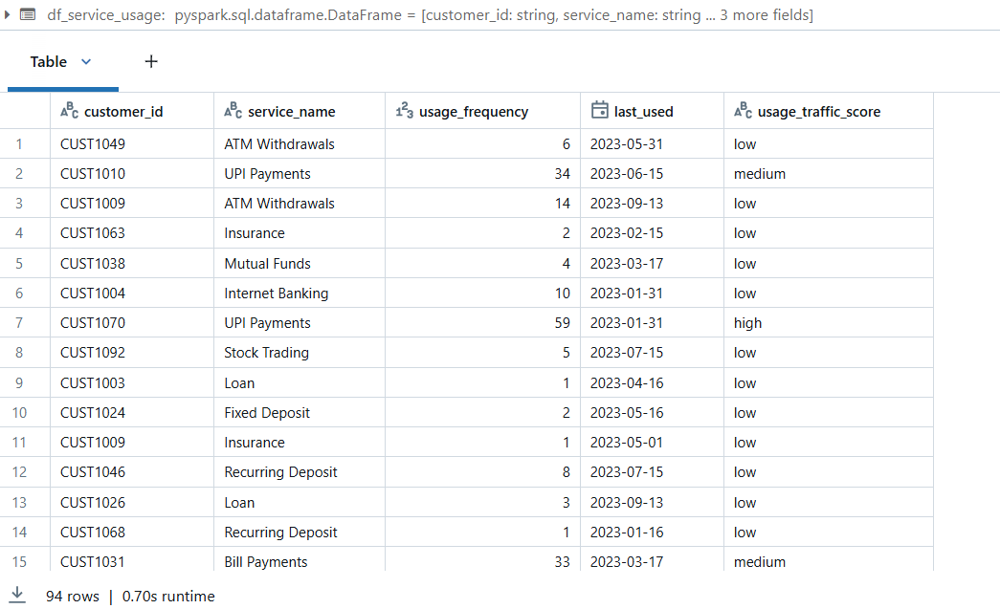 df_service_usage: pyspark.sql.dataframe.DataFrame = [customer_id: string, service_name: string ... 3 more fields]
Table +
customer_id service_name usage_frequency last_used usage_traffic_score
1 CUST1049 ATM Withdrawals 6 2023-05-31 low
2 CUST1010 UPI Payments 34 2023-06-15 medium
3 CUST1009 ATM Withdrawals 14 2023-09-13 low
4 CUST1063 Insurance 2 2023-02-15 low
5 CUST1038 Mutual Funds 4 2023-03-17 low
6 CUST1004 Internet Banking 10 2023-01-31 low
7 CUST1070 UPI Payments 59 2023-01-31 high
8 CUST1092 Stock Trading 5 2023-07-15 low
9 CUST1003 Loan 1 2023-04-16 low
10 CUST1024 Fixed Deposit 2 2023-05-16 low
11 CUST1009 Insurance 1 2023-05-01 low
12 CUST1046 Recurring Deposit 8 2023-07-15 low
13 CUST1026 Loan 3 2023-09-13 low
14 CUST1068 Recurring Deposit 1 2023-01-16 low
15 CUST1031 Bill Payments 33 2023-03-17 medium
94 rows | 0.70s runtime